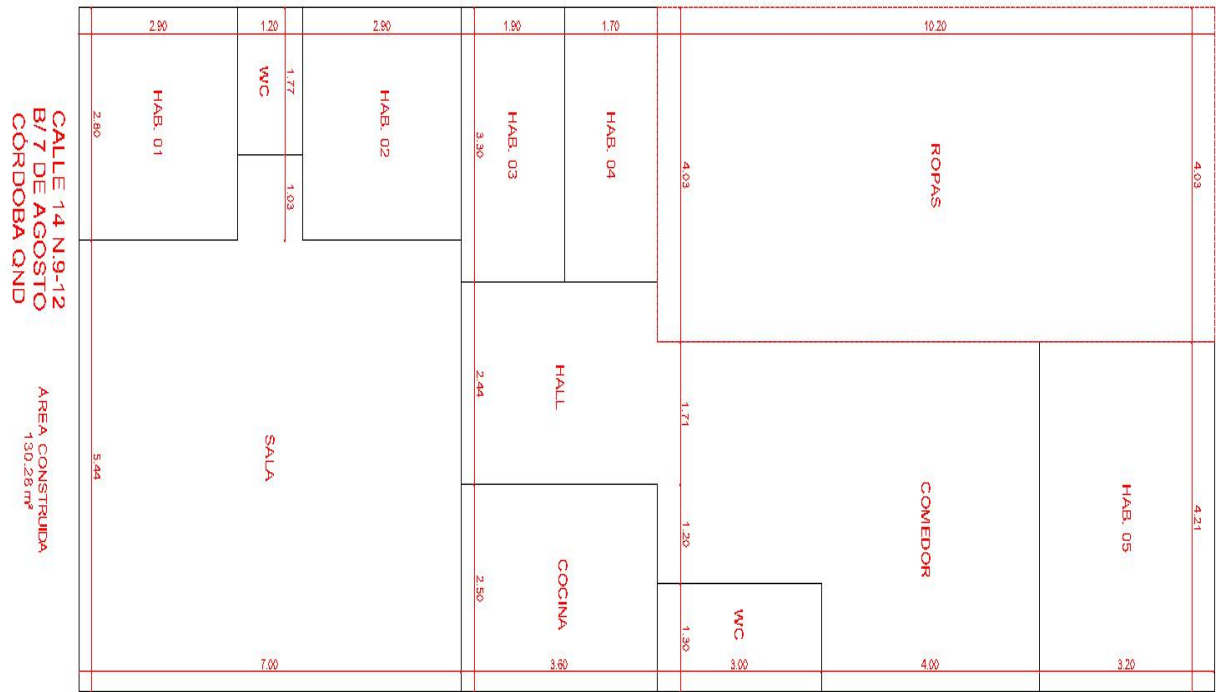 2.90
1.20
2.90
1.90
1.70
10.20
WC
1.77
HAB. 01
2.80
HAB. 02
HAB. 03
3.30
HAB. 04
4.03
ROPAS
4.03
1.03
CALLE 14 N.9-12
B/ 7 DE AGOSTO
CÓRDOBA QND
ÁREA CONSTRUIDA
130.28 m²
SALA
5.44
HALL
2.44
1.71
COMEDOR
HAB. 05
4.21
1.20
COCINA
2.50
WC
1.30
7.00
3.60
3.00
4.00
3.20